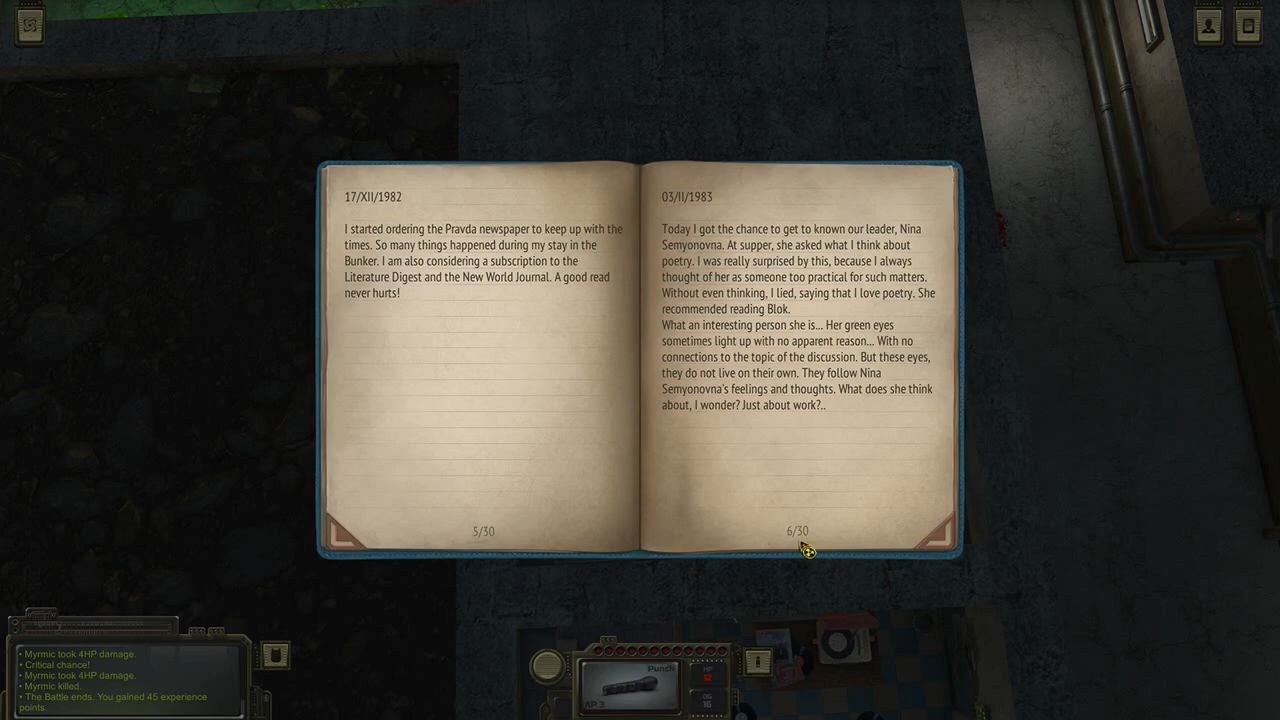 17/XII/1982
I started ordering the Pravda newspaper to keep up with the
times. So many things happened during my stay in the
Bunker. I am also considering a subscription to the
Literature Digest and the New World Journal. A good read
never hurts!
5/30
03/II/1983
Today I got the chance to get to known our leader, Nina
Semyonovna. At supper, she asked what I think about
poetry. I was really surprised by this, because I always
thought of her as someone too practical for such matters.
Without even thinking, I lied, saying that I love poetry. She
recommended reading Blok.
What an interesting person she is... Her green eyes
sometimes light up with no apparent reason... With no
connections to the topic of the discussion. But these eyes,
they do not live on their own. They follow Nina
Semyonovna's feelings and thoughts. What does she think
about, I wonder? Just about work?..
6/30
• Myrmic took 4HP damage.
• Critical chance!
• Myrmic took 4HP damage.
• Myrmic killed.
• The Battle ends. You gained 45 experience
points.
Punch
AP 3
HP